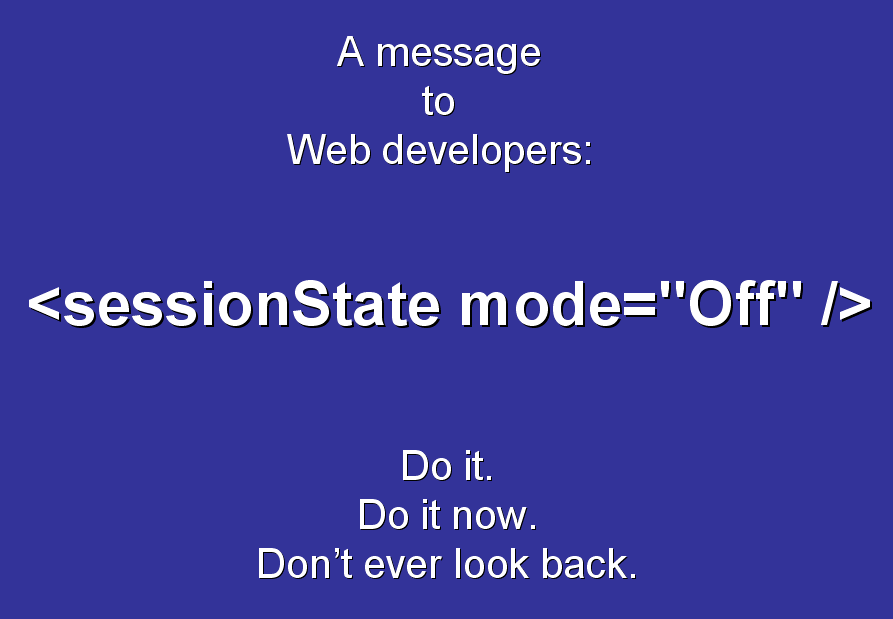 A message
to
Web developers:
<sessionState mode="Off" />
Do it.
Do it now.
Don’t ever look back.